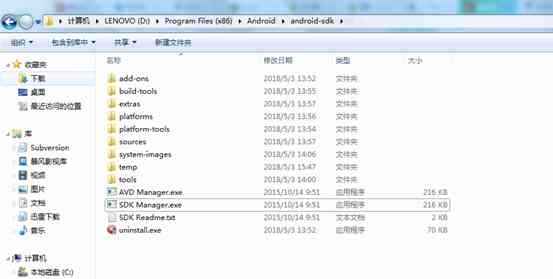 计算机 ▸ LENOVO (D:) ▸ Program Files (x86) ▸ Android ▸ android-sdk ▸
组织 包含到库中 共享 新建文件夹
收藏夹
下载
桌面
最近访问的位置
库
Subversion
暴风影视库
视频
图片
文档
迅雷下载
音乐
计算机
本地磁盘 (C:)
名称 修改日期 类型 大小
add-ons 2018/5/3 13:52 文件夹
build-tools 2018/5/3 13:55 文件夹
extras 2018/5/3 13:57 文件夹
platforms 2018/5/3 13:56 文件夹
platform-tools 2018/5/3 13:54 文件夹
sources 2018/5/3 13:57 文件夹
system-images 2018/5/3 14:06 文件夹
temp 2018/5/3 15:47 文件夹
tools 2018/5/3 14:00 文件夹
AVD Manager.exe 2015/10/14 9:51 应用程序 216 KB
SDK Manager.exe 2015/10/14 9:51 应用程序 216 KB
SDK Readme.txt 2015/10/14 9:51 文本文档 2 KB
uninstall.exe 2018/5/3 13:52 应用程序 70 KB